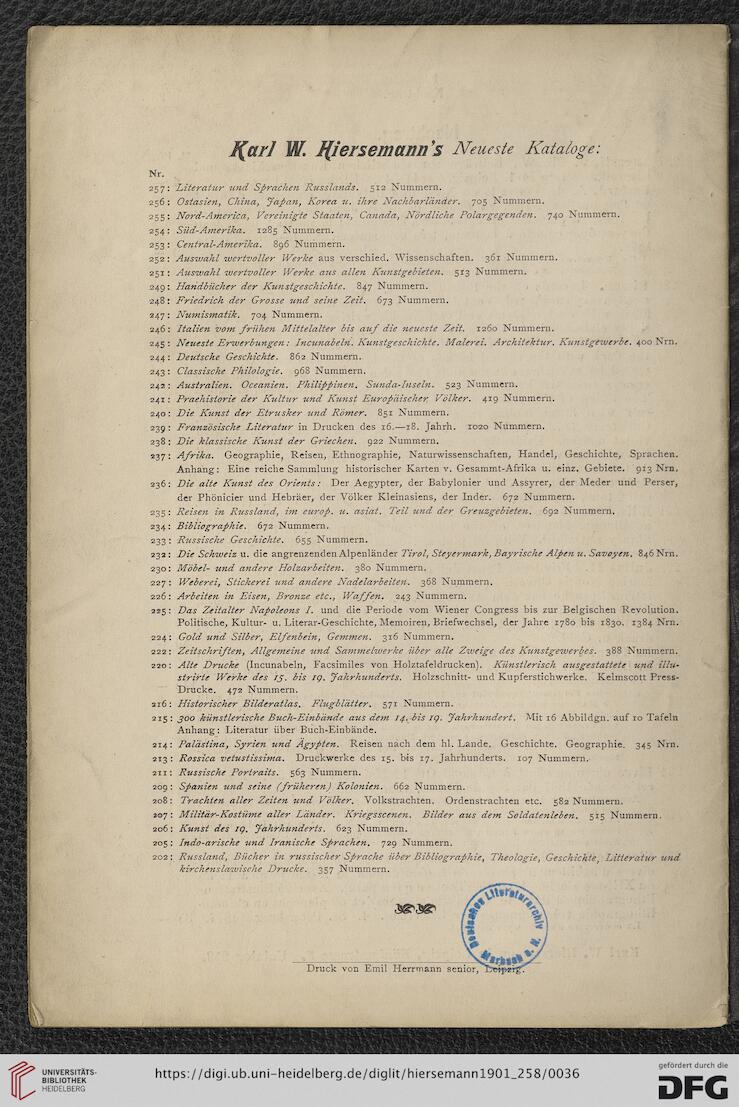 Karl W. Hiersemann's Neueste Kataloge:
Nr.
257: Literatur und Sprachen Russlands. 512 Nummern.
256: Ostasien, China, Japan, Korea u. ihre Nachbarländer. 705 Nummern.
255: Nord-America, Vereinigte Staaten, Canada, Nördliche Polargegenden. 740 Nummern.
254: Süd-Amerika. 1285 Nummern.
253: Central-Amerika. 896 Nummern.
252: Auswahl wertvoller Werke aus verschied. Wissenschaften. 361 Nummern.
251: Auswahl wertvoller Werke aus allen Kunstgebieten. 513 Nummern.
249: Handbücher der Kunstgeschichte. 847 Nummern.
248: Friedrich der Grosse und seine Zeit. 673 Nummern.
247: Numismatik. 704 Nummern.
246: Italien vom frühen Mittelalter bis auf die neueste Zeit. 1260 Nummern.
245: Neueste Erwerbungen: Incunabeln. Kunstgeschichte. Malerei. Architektur. Kunstgewerbe. 400 Nrn.
244: Deutsche Geschichte. 862 Nummern.
243: Classische Philologie. 968 Nummern.
242: Australien. Oceanien. Philippinen. Sunda-Inseln. 523 Nummern.
241: Praehistorie der Kultur und Kunst Europäischer Völker. 419 Nummern.
240: Die Kunst der Etrusker und Römer. 851 Nummern.
239: Französische Literatur in Drucken des 16.—18. Jahrh. 1020 Nummern.
238: Die klassische Kunst der Griechen. 922 Nummern.
237: Afrika. Geographie, Reisen, Ethnographie, Naturwissenschaften, Handel, Geschichte, Sprachen.
Anhang: Eine reiche Sammlung historischer Karten v. Gesammt-Afrika u. einz. Gebiete. 913 Nrn.
236: Die alte Kunst des Orients: Der Aegypter, der Babylonier und Assyrer, der Meder und Perser,
der Phönicier und Hebräer, der Völker Kleinasiens, der Inder. 672 Nummern.
235: Reisen in Russland, im europ. u. asiat. Teil und der Greuzgebieten. 692 Nummern.
234: Bibliographie. 672 Nummern.
233: Russische Geschichte. 655 Nummern.
232: Die Schweiz u. die angrenzenden Alpenländer Tirol, Steyermark, Bayrische Alpen u. Savoyen. 846 Nrn.
230: Möbel- und andere Holzarbeiten. 380 Nummern.
227: Weberei, Stickerei und andere Nadelarbeiten. 368 Nummern.
226: Arbeiten in Eisen, Bronze etc., Waffen. 243 Nummern.
225: Das Zeitalter Napoleons I. und die Periode vom Wiener Congress bis zur Belgischen Revolution.
Politische, Kultur- u. Literar-Geschichte, Memoiren, Briefwechsel, der Jahre 1780 bis 1830. 1384 Nrn.
224: Gold und Silber, Elfenbein, Gemmen. 316 Nummern.
222: Zeitschriften, Allgemeine und Sammelwerke über alle Zweige des Kunstgewerbes. 388 Nummern.
220: Alte Drucke (Incunabeln, Facsimiles von Holztafeldrucken). Künstlerisch ausgestattete und illu-
strirte Werke des 15. bis 19. Jahrhunderts. Holzschnitt- und Kupferstichwerke. Kelmscott Press-
Drucke. 472 Nummern.
216: Historischer Bilderatlas. Flugblätter. 571 Nummern.
215: 300 künstlerische Buch-Einbände aus dem 14. bis 19. Jahrhundert. Mit 16 Abbildgn. auf 10 Tafeln
Anhang: Literatur über Buch-Einbände.
214: Palästina, Syrien und Ägypten. Reisen nach dem hl. Lande. Geschichte. Geographie. 345 Nrn.
213: Rossica vetustissima. Druckwerke des 15. bis 17. Jahrhunderts. 107 Nummern.
211: Russische Portraits. 563 Nummern.
209: Spanien und seine (früheren) Kolonien. 662 Nummern.
208: Trachten aller Zeiten und Völker. Volkstrachten. Ordenstrachten etc. 582 Nummern.
207: Militär-Kostüme aller Länder. Kriegsscenen. Bilder aus dem Soldatenleben. 515 Nummern.
206: Kunst des 19. Jahrhunderts. 623 Nummern.
205: Indo-arische und Iranische Sprachen. 729 Nummern.
202: Russland, Bücher in russischer Sprache über Bibliographie, Theologie, Geschichte, Litteratur und
kirchenslawische Drucke. 357 Nummern.
Deutsches Literaturarchiv
Marbach a. N.
Druck von Emil Herrmann senior, Leipzig.
UNIVERSITÄTS-
BIBLIOTHEK
HEIDELBERG
https://digi.ub.uni-heidelberg.de/diglit/hiersemann1901_258/0036
gefördert durch die
DFG